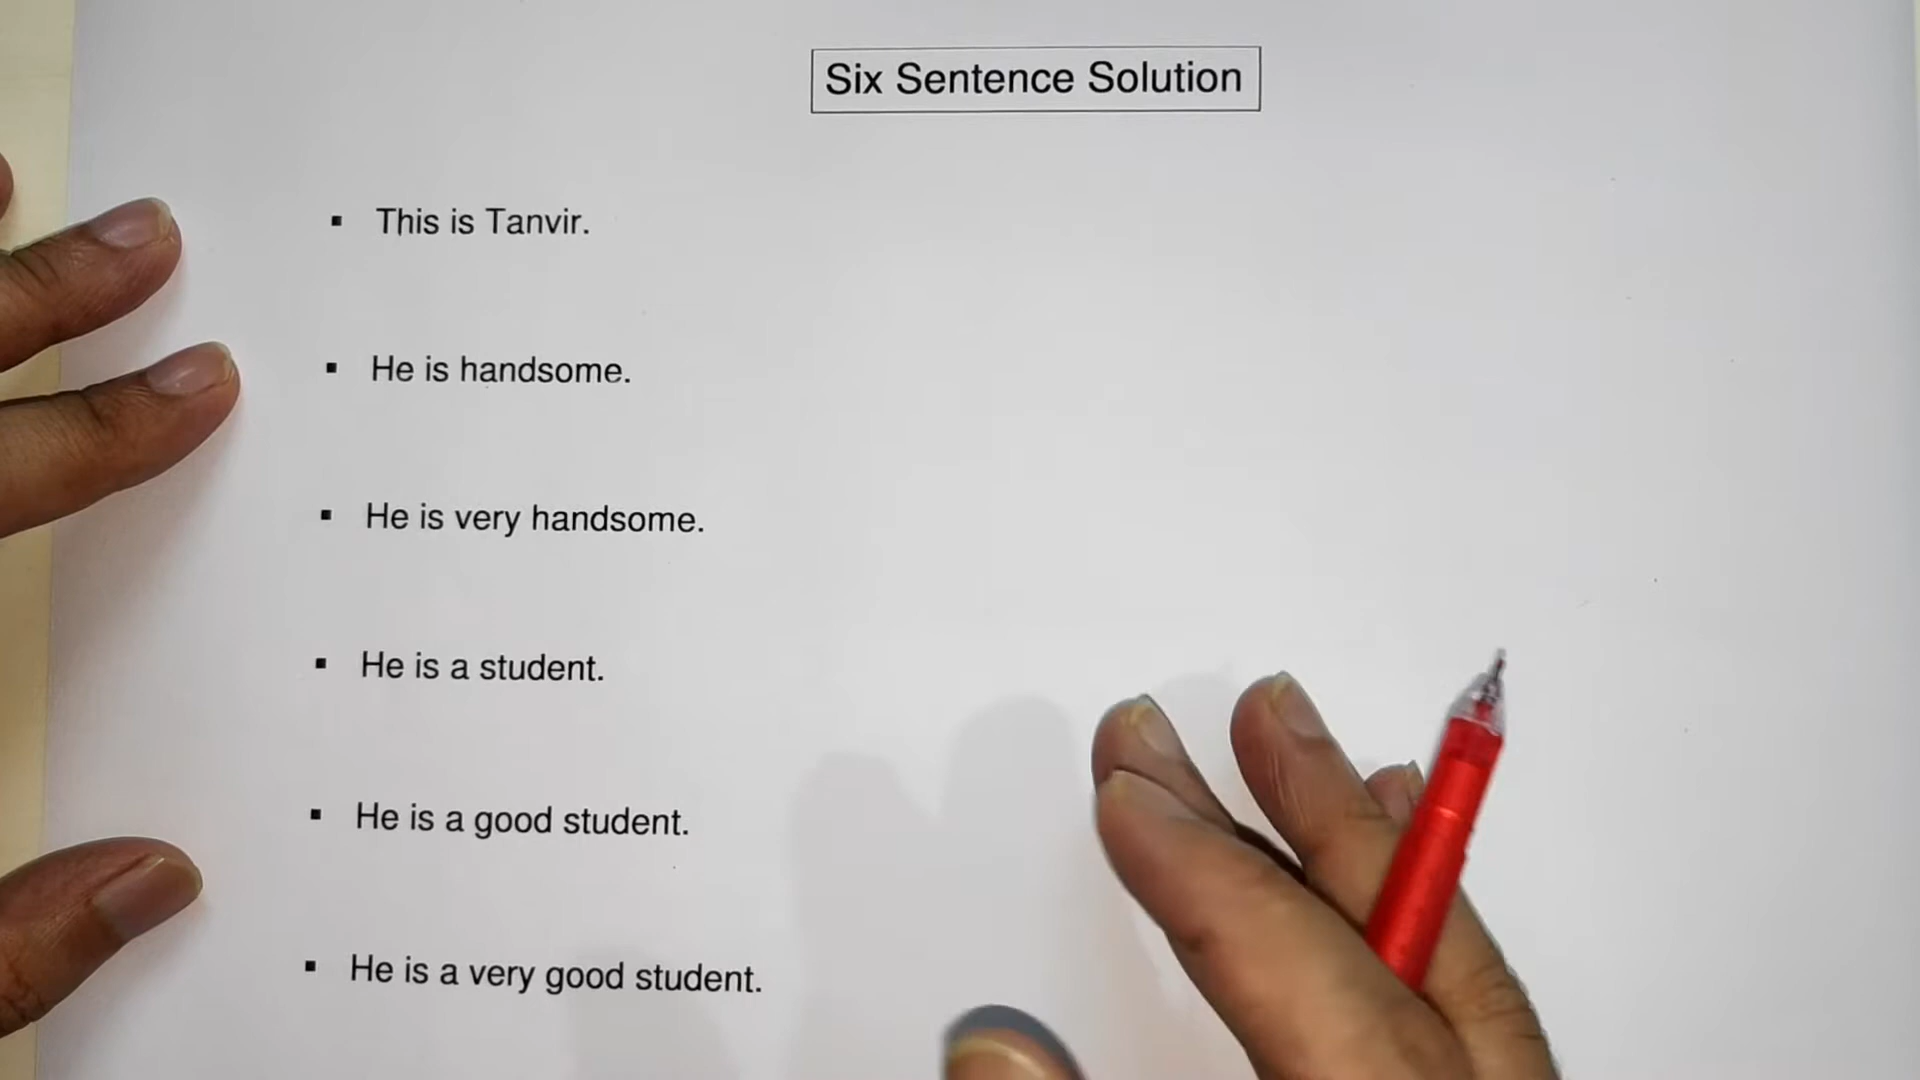 Six Sentence Solution
▪ This is Tanvir.
▪ He is handsome.
▪ He is very handsome.
▪ He is a student.
▪ He is a good student.
▪ He is a very good student.